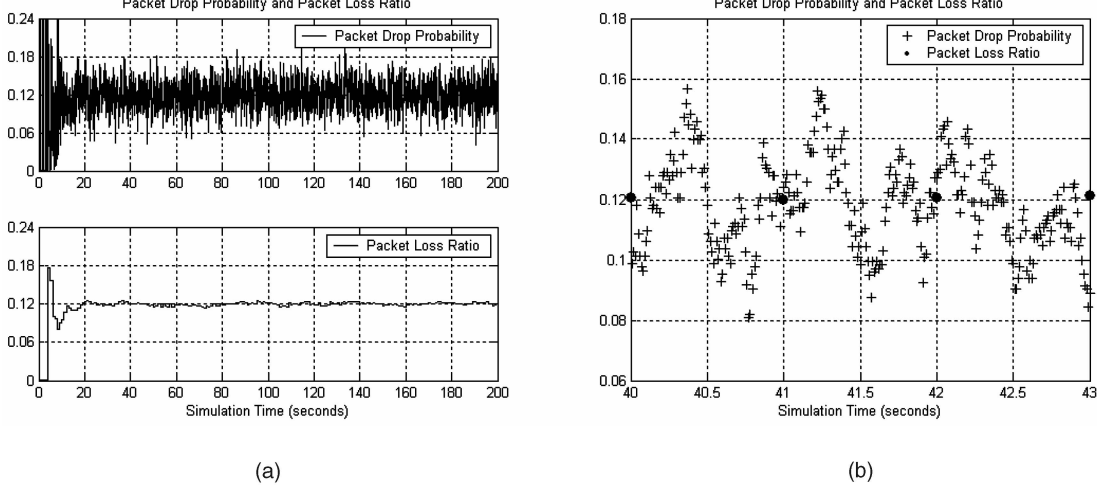 Packet Drop Probability and Packet Loss Ratio
0.24
0.18
0.12
0.06
0
Packet Drop Probability
0 20 40 60 80 100 120 140 160 180 200
0.24
0.18
0.12
0.06
0
Packet Loss Ratio
0 20 40 60 80 100 120 140 160 180 200
Simulation Time (seconds)
(a)
Packet Drop Probability and Packet Loss Ratio
0.18
0.16
0.14
0.12
0.1
0.08
0.06
Packet Drop Probability
Packet Loss Ratio
40 40.5 41 41.5 42 42.5 43
Simulation Time (seconds)
(b)